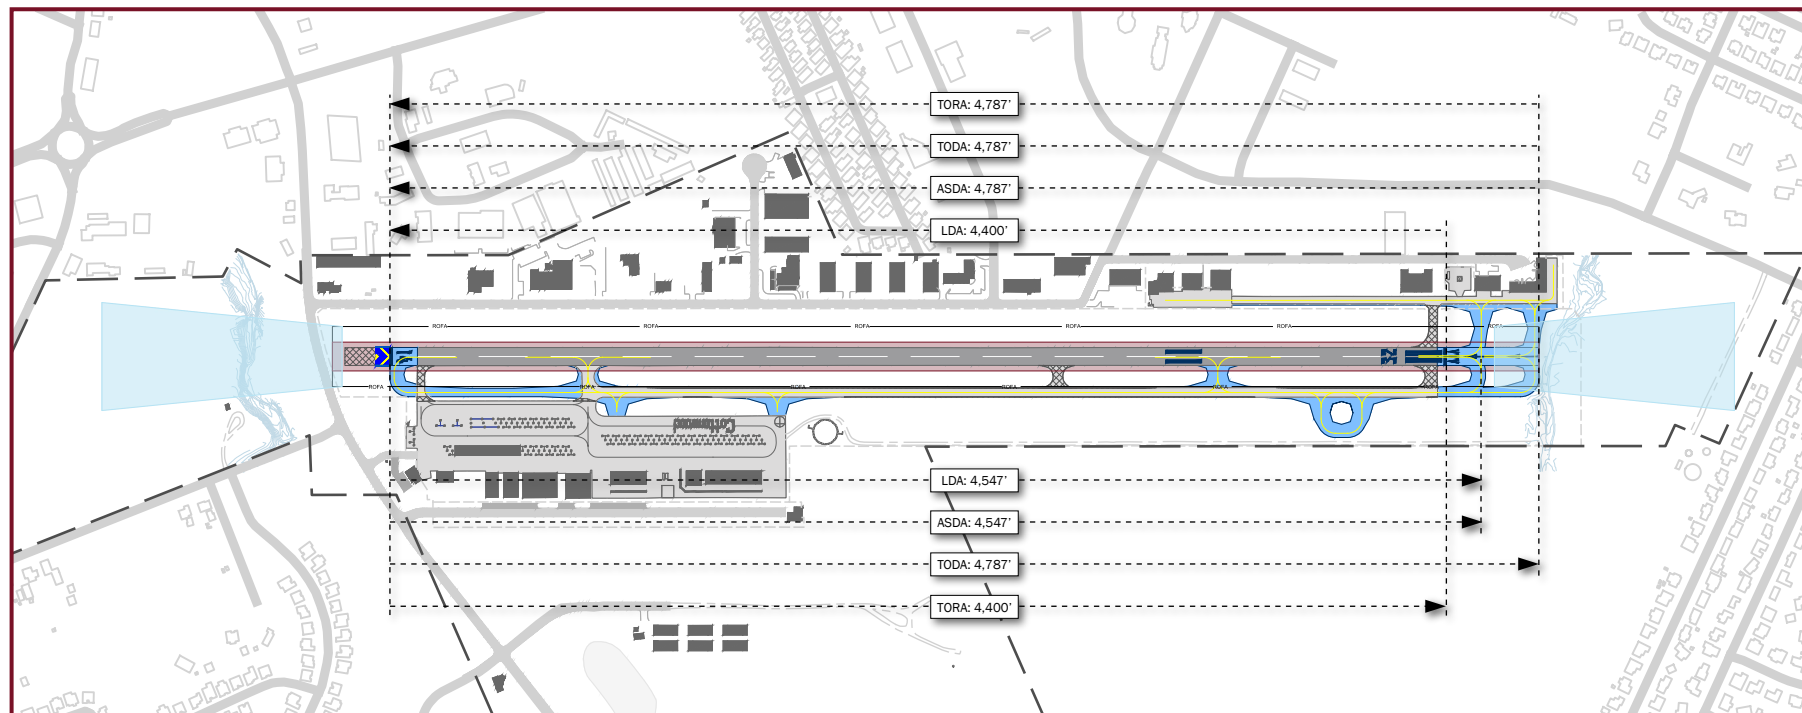 TORA: 4,787'
TODA: 4,787'
ASDA: 4,787'
LDA: 4,400'
ROFA ROFA ROFA ROFA ROFA ROFA
ROFA ROFA ROFA ROFA ROFA
Cottonwood
LDA: 4,547'
ASDA: 4,547'
TODA: 4,787'
TORA: 4,400'